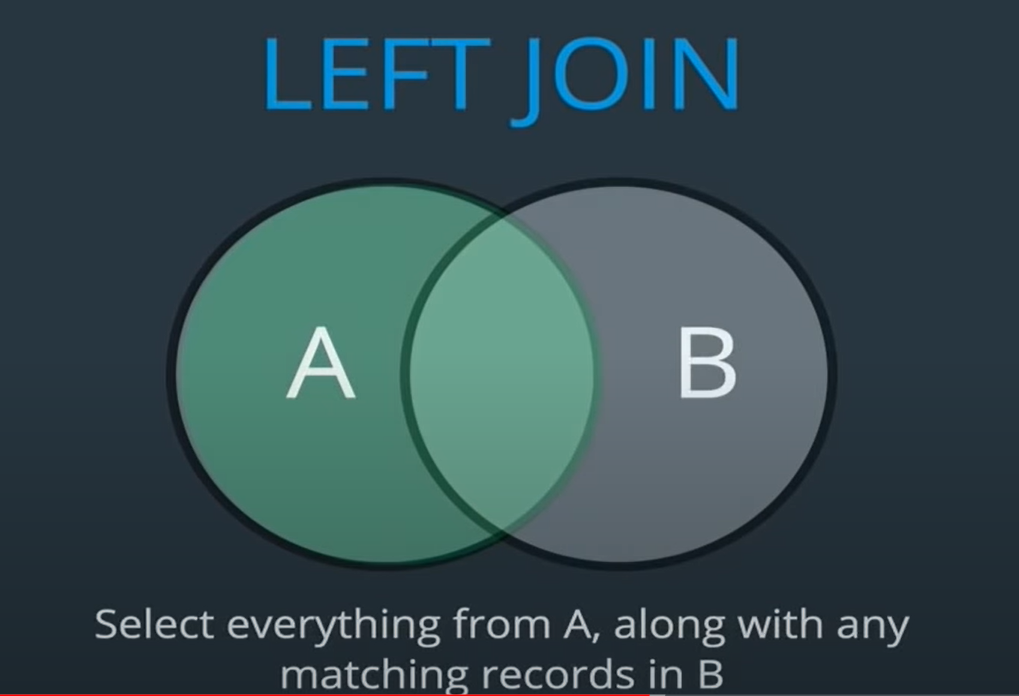 LEFT JOIN
A
B
Select everything from A, along with any
matching records in B